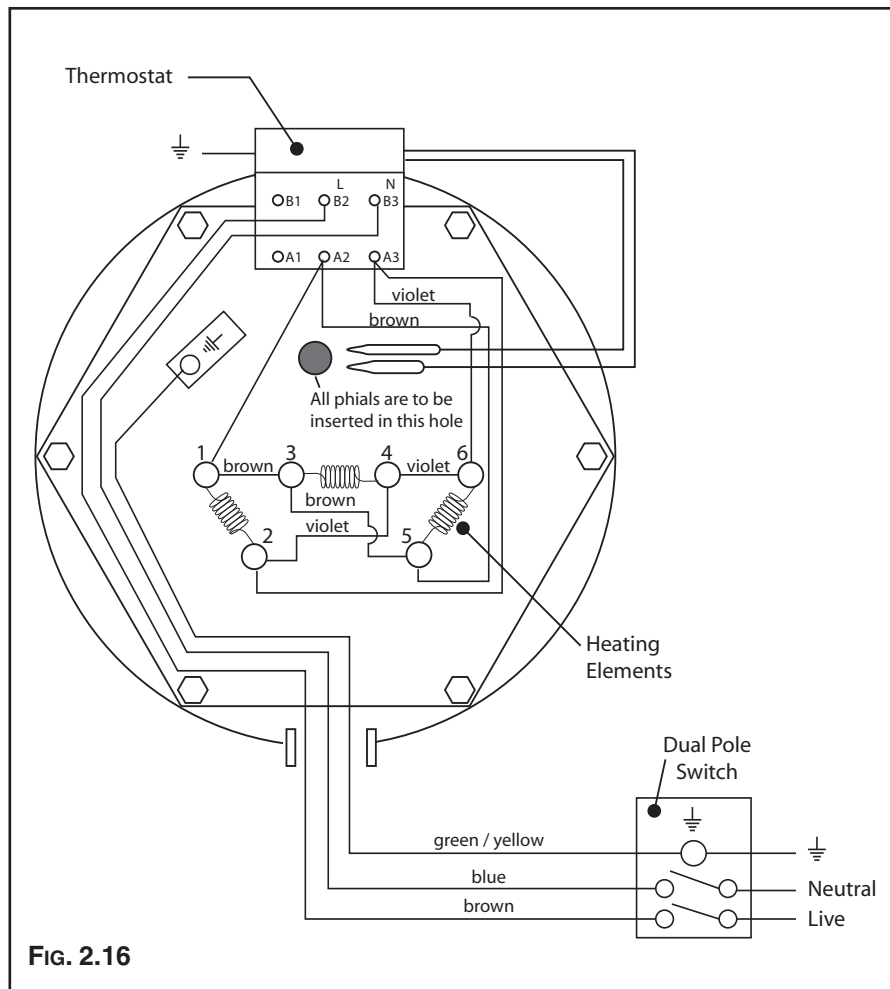 Thermostat
L N
B1 B2 B3
A1 A2 A3
violet
brown
All phials are to be
inserted in this hole
1 3 4 6
brown violet
brown
violet
2 5
Heating
Elements
Dual Pole
Switch
green / yellow
blue
Neutral
brown
Live
FIG. 2.16